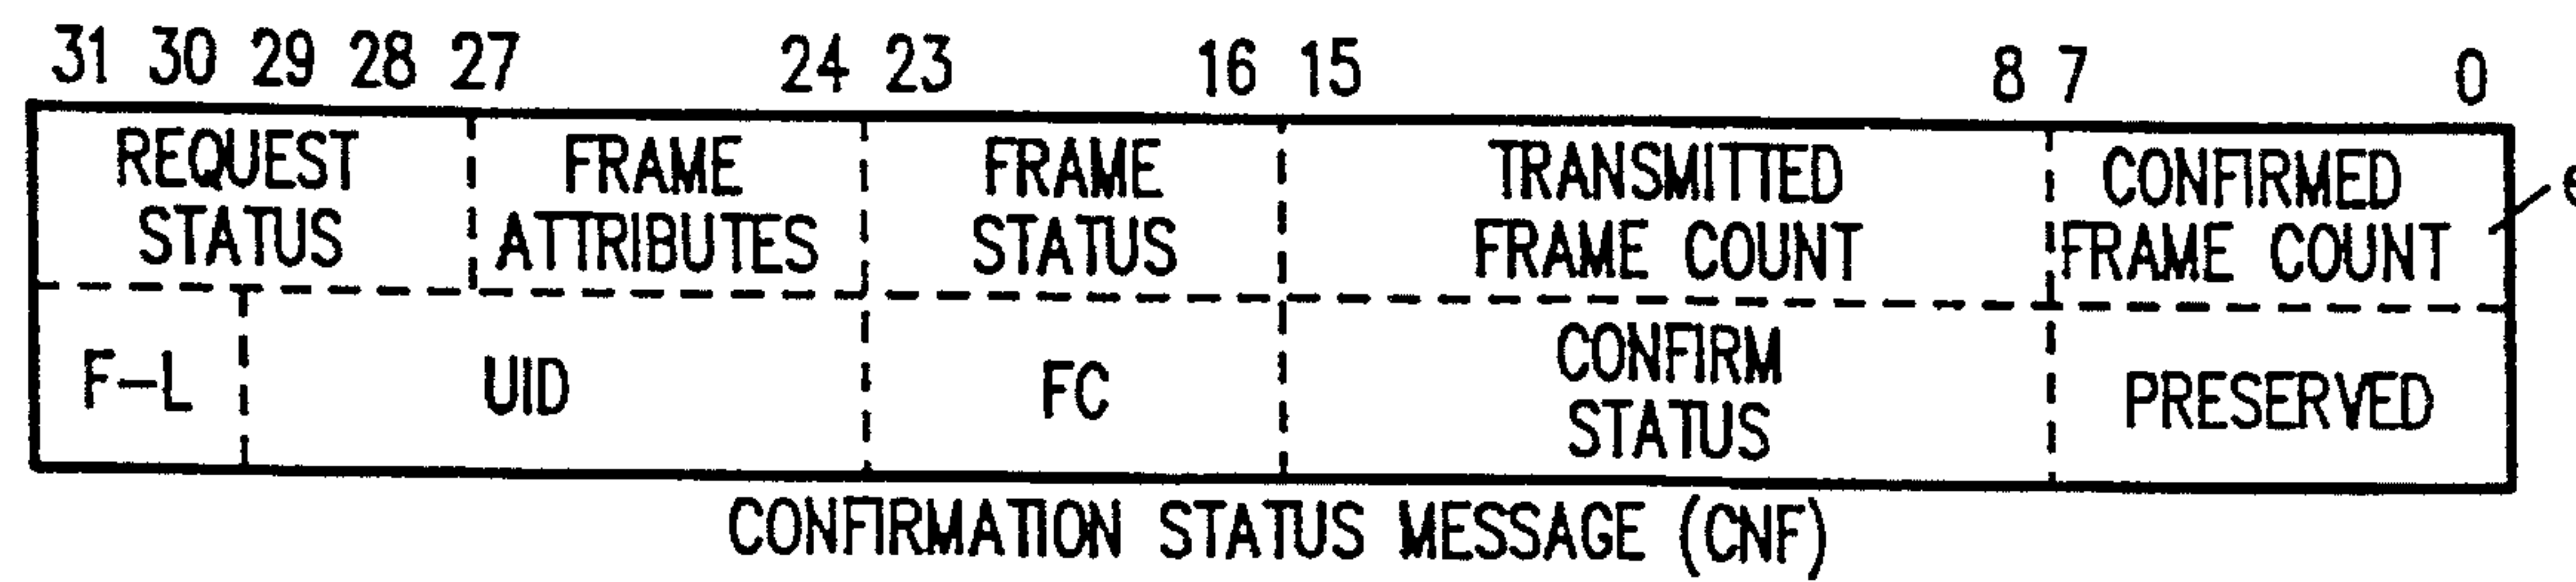 31 30 29 28 27 24 23 16 15 8 7 0
REQUEST STATUS FRAME ATTRIBUTES FRAME STATUS TRANSMITTED FRAME COUNT CONFIRMED FRAME COUNT e
F-L UID FC CONFIRM STATUS PRESERVED
CONFIRMATION STATUS MESSAGE (CNF)